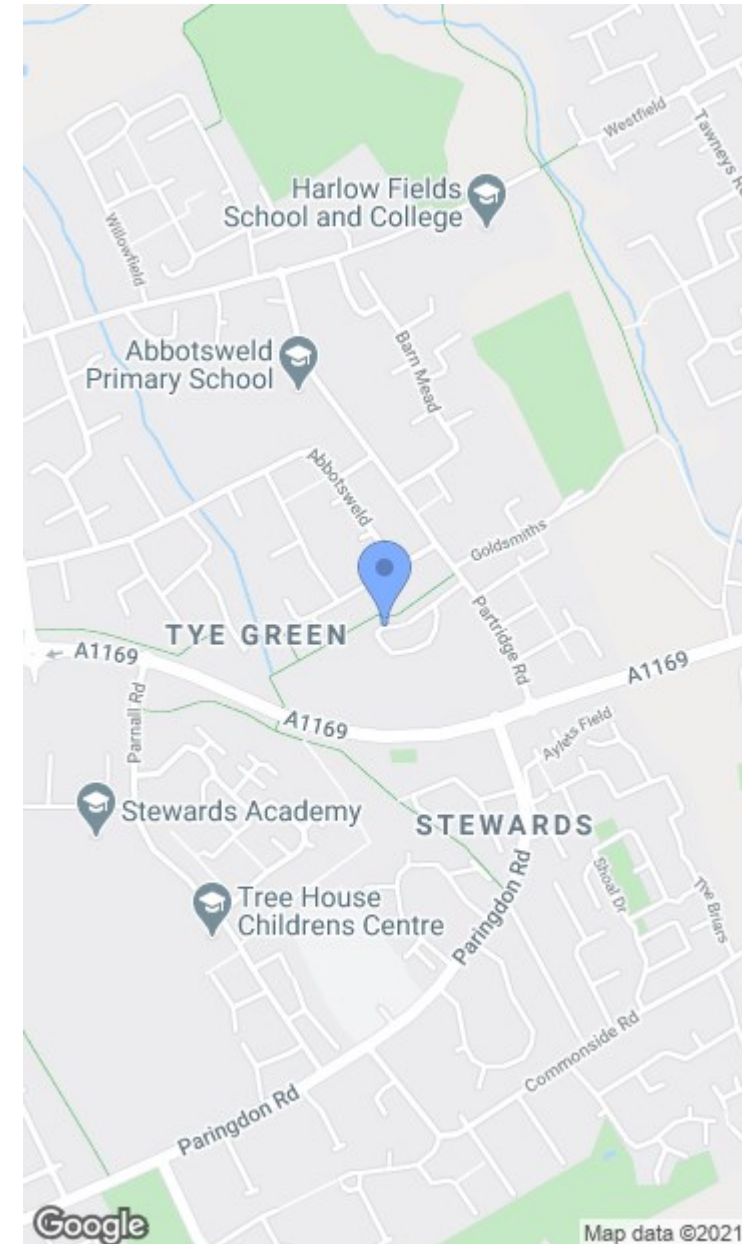 Westfield
Tawneys R
Harlow Fields
School and College
Willowfield
Abbotsweld
Primary School
Barn Mead
Abbotsweld
Goldsmiths
Partridge Rd
TYE GREEN
A1169
A1169
A1169
Parnall Rd
Aylets Field
Stewards Academy
STEWARDS
Shoal Dr
The Briars
Tree House
Childrens Centre
Paringdon Rd
Commonside Rd
Paringdon Rd
Google
Map data ©2021